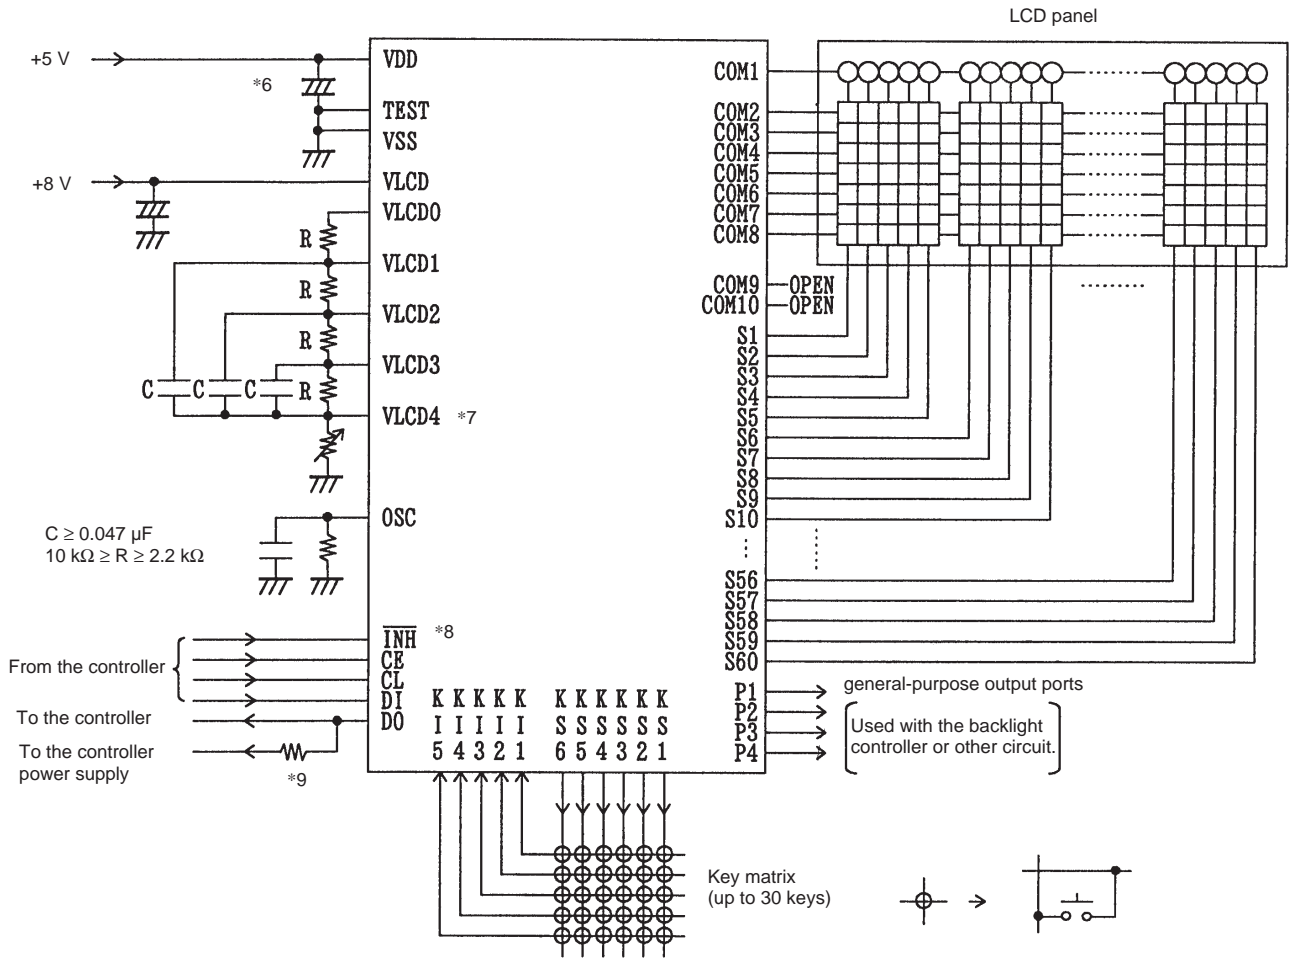 LCD panel
+5 V
*6
VDD
TEST
VSS
+8 V
VLCD
VLCD0
R
VLCD1
R
VLCD2
R
VLCD3
C C C R
VLCD4 *7
OSC
C ≥ 0.047 µF
10 kΩ ≥ R ≥ 2.2 kΩ
INH *8
From the controller
CE
CL
DI
To the controller
DO
To the controller
power supply
*9
COM1
COM2
COM3
COM4
COM5
COM6
COM7
COM8
COM9 OPEN
COM10 OPEN
S1
S2
S3
S4
S5
S6
S7
S8
S9
S10
S56
S57
S58
S59
S60
P1 general-purpose output ports
P2
P3
P4
Used with the backlight
controller or other circuit.
K K K K K K K K K K K
I I I I I S S S S S S
5 4 3 2 1 6 5 4 3 2 1
Key matrix
(up to 30 keys)